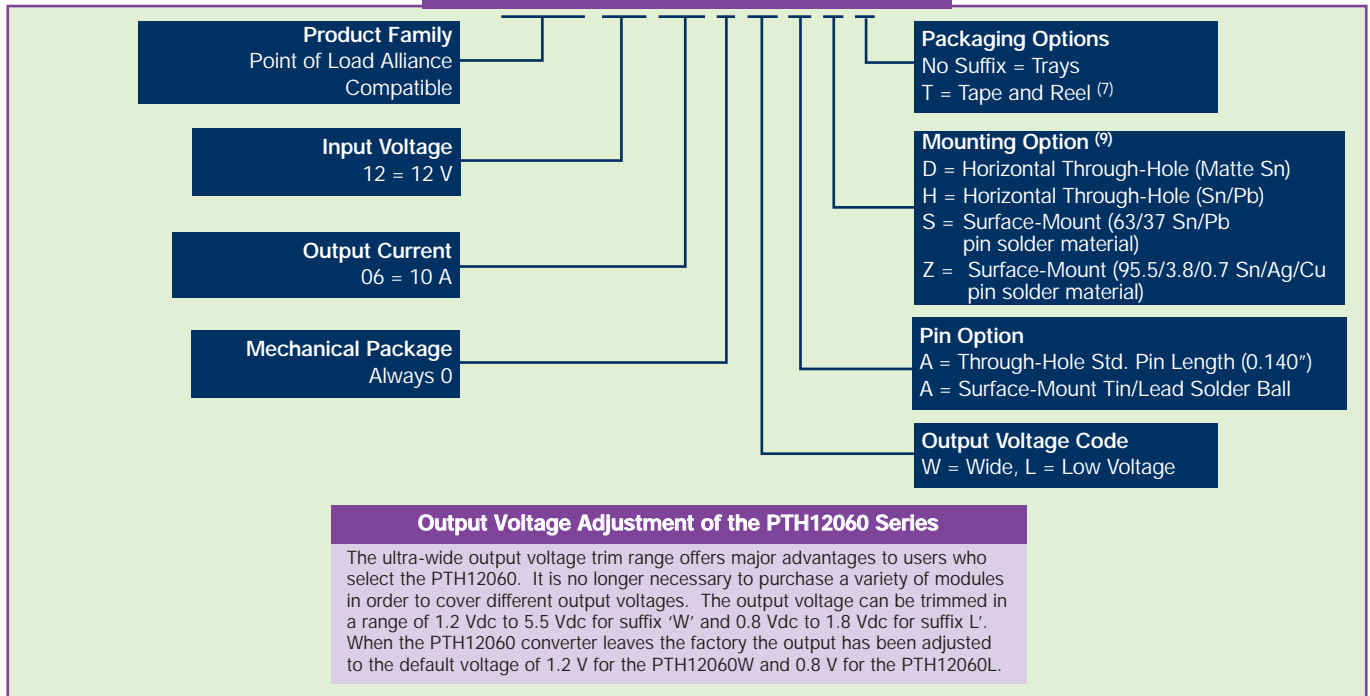 Product Family
Point of Load Alliance
Compatible
Input Voltage
12 = 12 V
Output Current
06 = 10 A
Mechanical Package
Always 0
Packaging Options
No Suffix = Trays
T = Tape and Reel (7)
Mounting Option (9)
D = Horizontal Through-Hole (Matte Sn)
H = Horizontal Through-Hole (Sn/Pb)
S = Surface-Mount (63/37 Sn/Pb
pin solder material)
Z = Surface-Mount (95.5/3.8/0.7 Sn/Ag/Cu
pin solder material)
Pin Option
A = Through-Hole Std. Pin Length (0.140")
A = Surface-Mount Tin/Lead Solder Ball
Output Voltage Code
W = Wide, L = Low Voltage
Output Voltage Adjustment of the PTH12060 Series
The ultra-wide output voltage trim range offers major advantages to users who
select the PTH12060. It is no longer necessary to purchase a variety of modules
in order to cover different output voltages. The output voltage can be trimmed in
a range of 1.2 Vdc to 5.5 Vdc for suffix ‘W’ and 0.8 Vdc to 1.8 Vdc for suffix L’.
When the PTH12060 converter leaves the factory the output has been adjusted
to the default voltage of 1.2 V for the PTH12060W and 0.8 V for the PTH12060L.